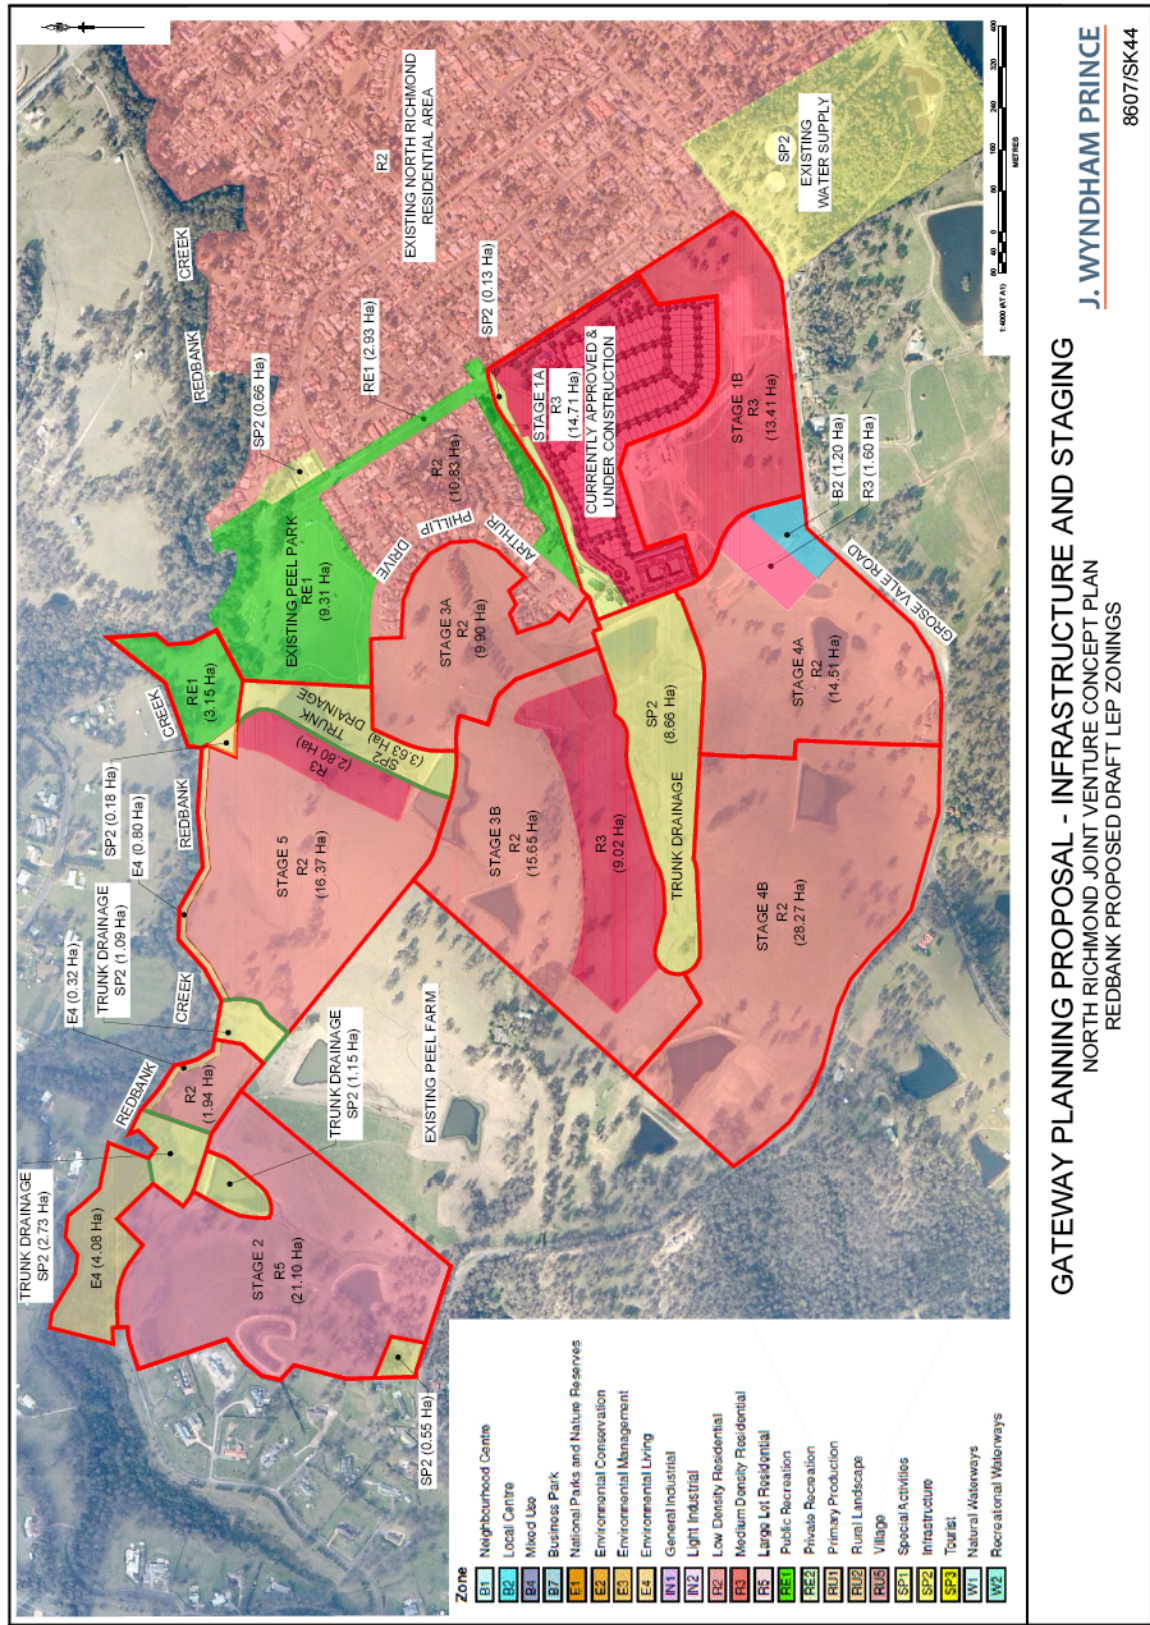 TRUNK DRAINAGE
SP2 (2.73 Ha)
E4 (4.08 Ha)
STAGE 2
R5
(21.10 Ha)
SP2 (0.55 Ha)
REDBANK
CREEK
E4 (0.32 Ha)
TRUNK DRAINAGE
SP2 (1.09 Ha)
R2
(1.94 Ha)
TRUNK DRAINAGE
SP2 (1.15 Ha)
EXISTING PEEL FARM
E4 (0.80 Ha)
SP2 (0.18 Ha)
REDBANK
CREEK
STAGE 5
R2
(16.37 Ha)
R3
(2.80 Ha)
SP2
(3.63 Ha)
TRUNK
DRAINAGE
RE1
(3.15 Ha)
EXISTING PEEL PARK
RE1
(9.31 Ha)
SP2 (0.66 Ha)
RE1 (2.93 Ha)
REDBANK
CREEK
R2
EXISTING NORTH RICHMOND
RESIDENTIAL AREA
R2
(10.83 Ha)
ARTHUR
PHILLIP
DRIVE
STAGE 3A
R2
(9.90 Ha)
SP2 (0.13 Ha)
STAGE 1A
R3
(14.71 Ha)
CURRENTLY APPROVED &
UNDER CONSTRUCTION
STAGE 1B
R3
(13.41 Ha)
SP2
EXISTING
WATER SUPPLY
STAGE 3B
R2
(15.65 Ha)
R3
(9.02 Ha)
SP2
(8.66 Ha)
TRUNK DRAINAGE
STAGE 4A
R2
(14.51 Ha)
STAGE 4B
R2
(28.27 Ha)
B2 (1.20 Ha)
R3 (1.60 Ha)
GROSE VALE ROAD
80 40 0 80 160 240 320 400
1:4000 (AT A1)
METRES
Zone
B1 Neighbourhood Centre
B2 Local Centre
B4 Mixed Use
B7 Business Park
E1 National Parks and Nature Reserves
E2 Environmental Conservation
E3 Environmental Management
E4 Environmental Living
IN1 General Industrial
IN2 Light Industrial
R2 Low Density Residential
R3 Medium Density Residential
R5 Large Lot Residential
RE1 Public Recreation
RE2 Private Recreation
RU1 Primary Production
RU2 Rural Landscape
RU5 Village
SP1 Special Activities
SP2 Infrastructure
SP3 Tourist
W1 Natural Waterways
W2 Recreational Waterways
GATEWAY PLANNING PROPOSAL - INFRASTRUCTURE AND STAGING
NORTH RICHMOND JOINT VENTURE CONCEPT PLAN
REDBANK PROPOSED DRAFT LEP ZONINGS
J. WYNDHAM PRINCE
8607/SK44